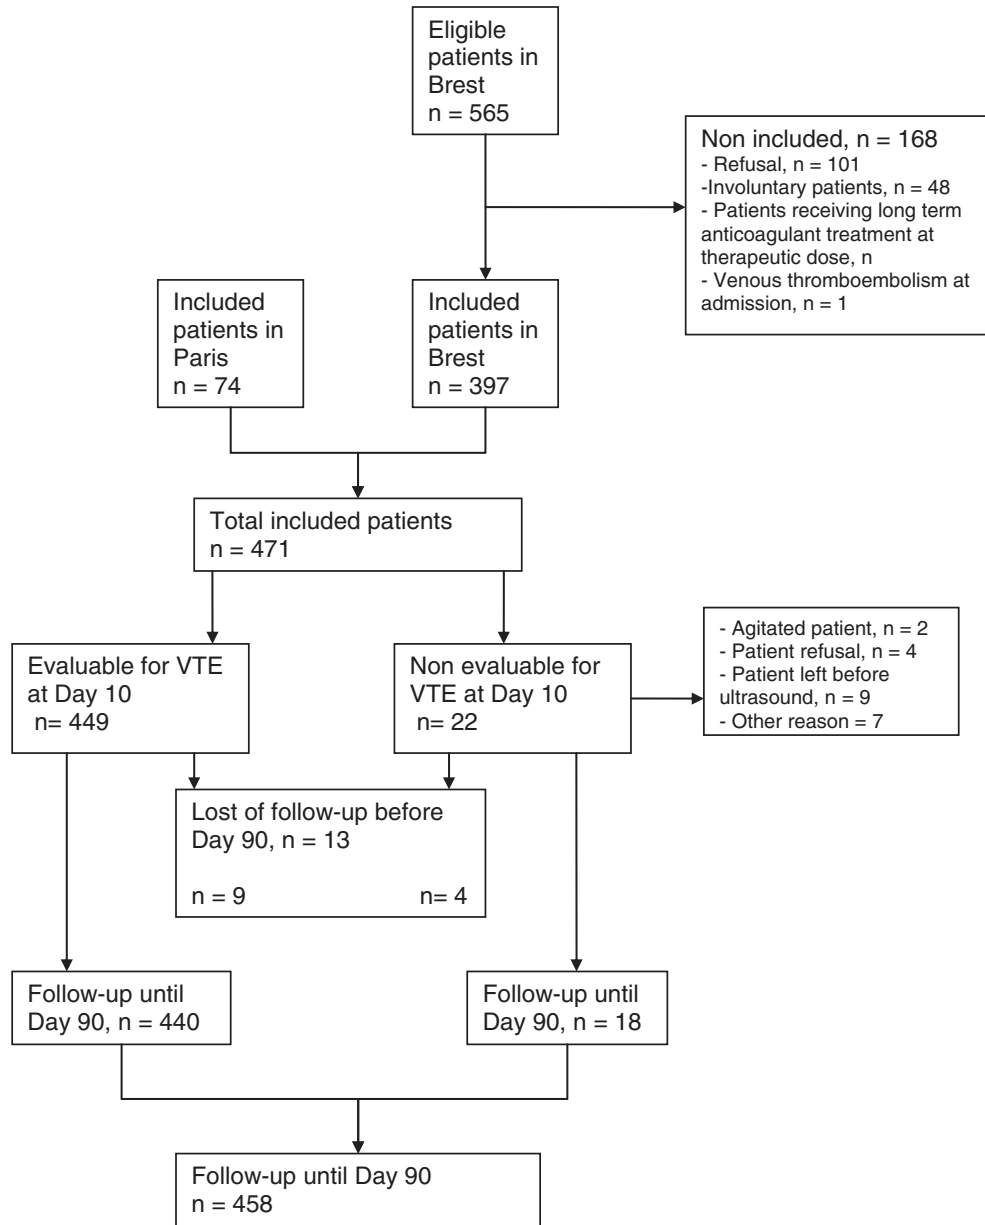 Eligible
patients in
Brest
n = 565
Non included, n = 168
- Refusal, n = 101
-Involuntary patients, n = 48
- Patients receiving long term
anticoagulant treatment at
therapeutic dose, n
- Venous thromboembolism at
admission, n = 1
Included
patients in
Paris
n = 74
Included
patients in
Brest
n = 397
Total included patients
n = 471
Evaluable for VTE
at Day 10
n= 449
Non evaluable for
VTE at Day 10
n= 22
- Agitated patient, n = 2
- Patient refusal, n = 4
- Patient left before
ultrasound, n = 9
- Other reason = 7
Lost of follow-up before
Day 90, n = 13
n = 9 n= 4
Follow-up until
Day 90, n = 440
Follow-up until
Day 90, n = 18
Follow-up until Day 90
n = 458